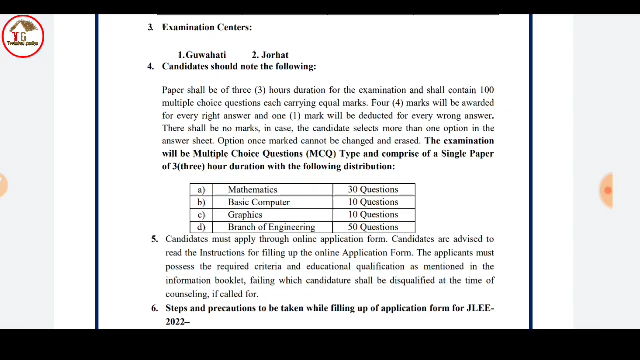 3. Examination Centers:
1.Guwahati 2. Jorhat
4. Candidates should note the following:
Paper shall be of three (3) hours duration for the examination and shall contain 100
multiple choice questions each carrying equal marks. Four (4) marks will be awarded
for every right answer and one (1) mark will be deducted for every wrong answer.
There shall be no marks, in case, the candidate selects more than one option in the
answer sheet. Option once marked cannot be changed and erased. The examination
will be Multiple Choice Questions (MCQ) Type and comprise of a Single Paper
of 3(three) hour duration with the following distribution:
a) Mathematics 30 Questions
b) Basic Computer 10 Questions
c) Graphics 10 Questions
d) Branch of Engineering 50 Questions
5. Candidates must apply through online application form. Candidates are advised to
read the Instructions for filling up the online Application Form. The applicants must
possess the required criteria and educational qualification as mentioned in the
information booklet, failing which candidature shall be disqualified at the time of
counseling, if called for.
6. Steps and precautions to be taken while filling up of application form for JLEE-
2022–